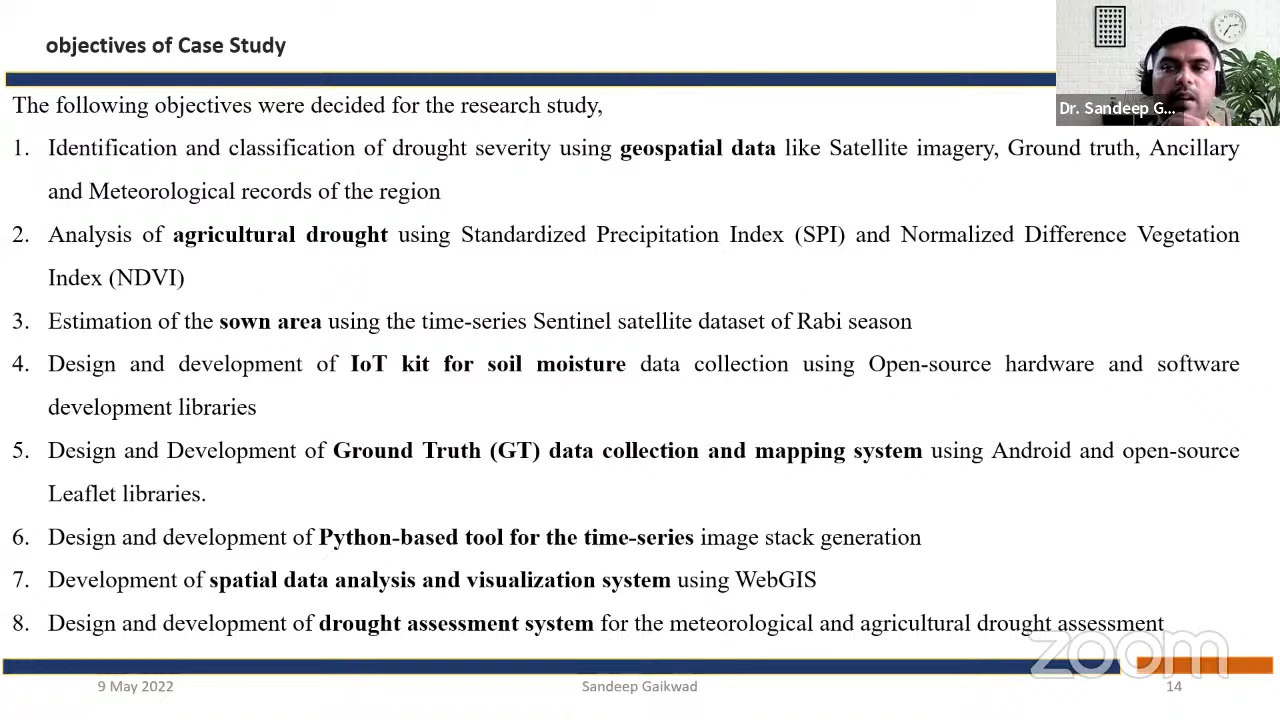 objectives of Case Study
Dr. Sandeep G...
The following objectives were decided for the research study,
1. Identification and classification of drought severity using geospatial data like Satellite imagery, Ground truth, Ancillary
and Meteorological records of the region
2. Analysis of agricultural drought using Standardized Precipitation Index (SPI) and Normalized Difference Vegetation
Index (NDVI)
3. Estimation of the sown area using the time-series Sentinel satellite dataset of Rabi season
4. Design and development of IoT kit for soil moisture data collection using Open-source hardware and software
development libraries
5. Design and Development of Ground Truth (GT) data collection and mapping system using Android and open-source
Leaflet libraries.
6. Design and development of Python-based tool for the time-series image stack generation
7. Development of spatial data analysis and visualization system using WebGIS
8. Design and development of drought assessment system for the meteorological and agricultural drought assessment
zoom
9 May 2022
Sandeep Gaikwad
14